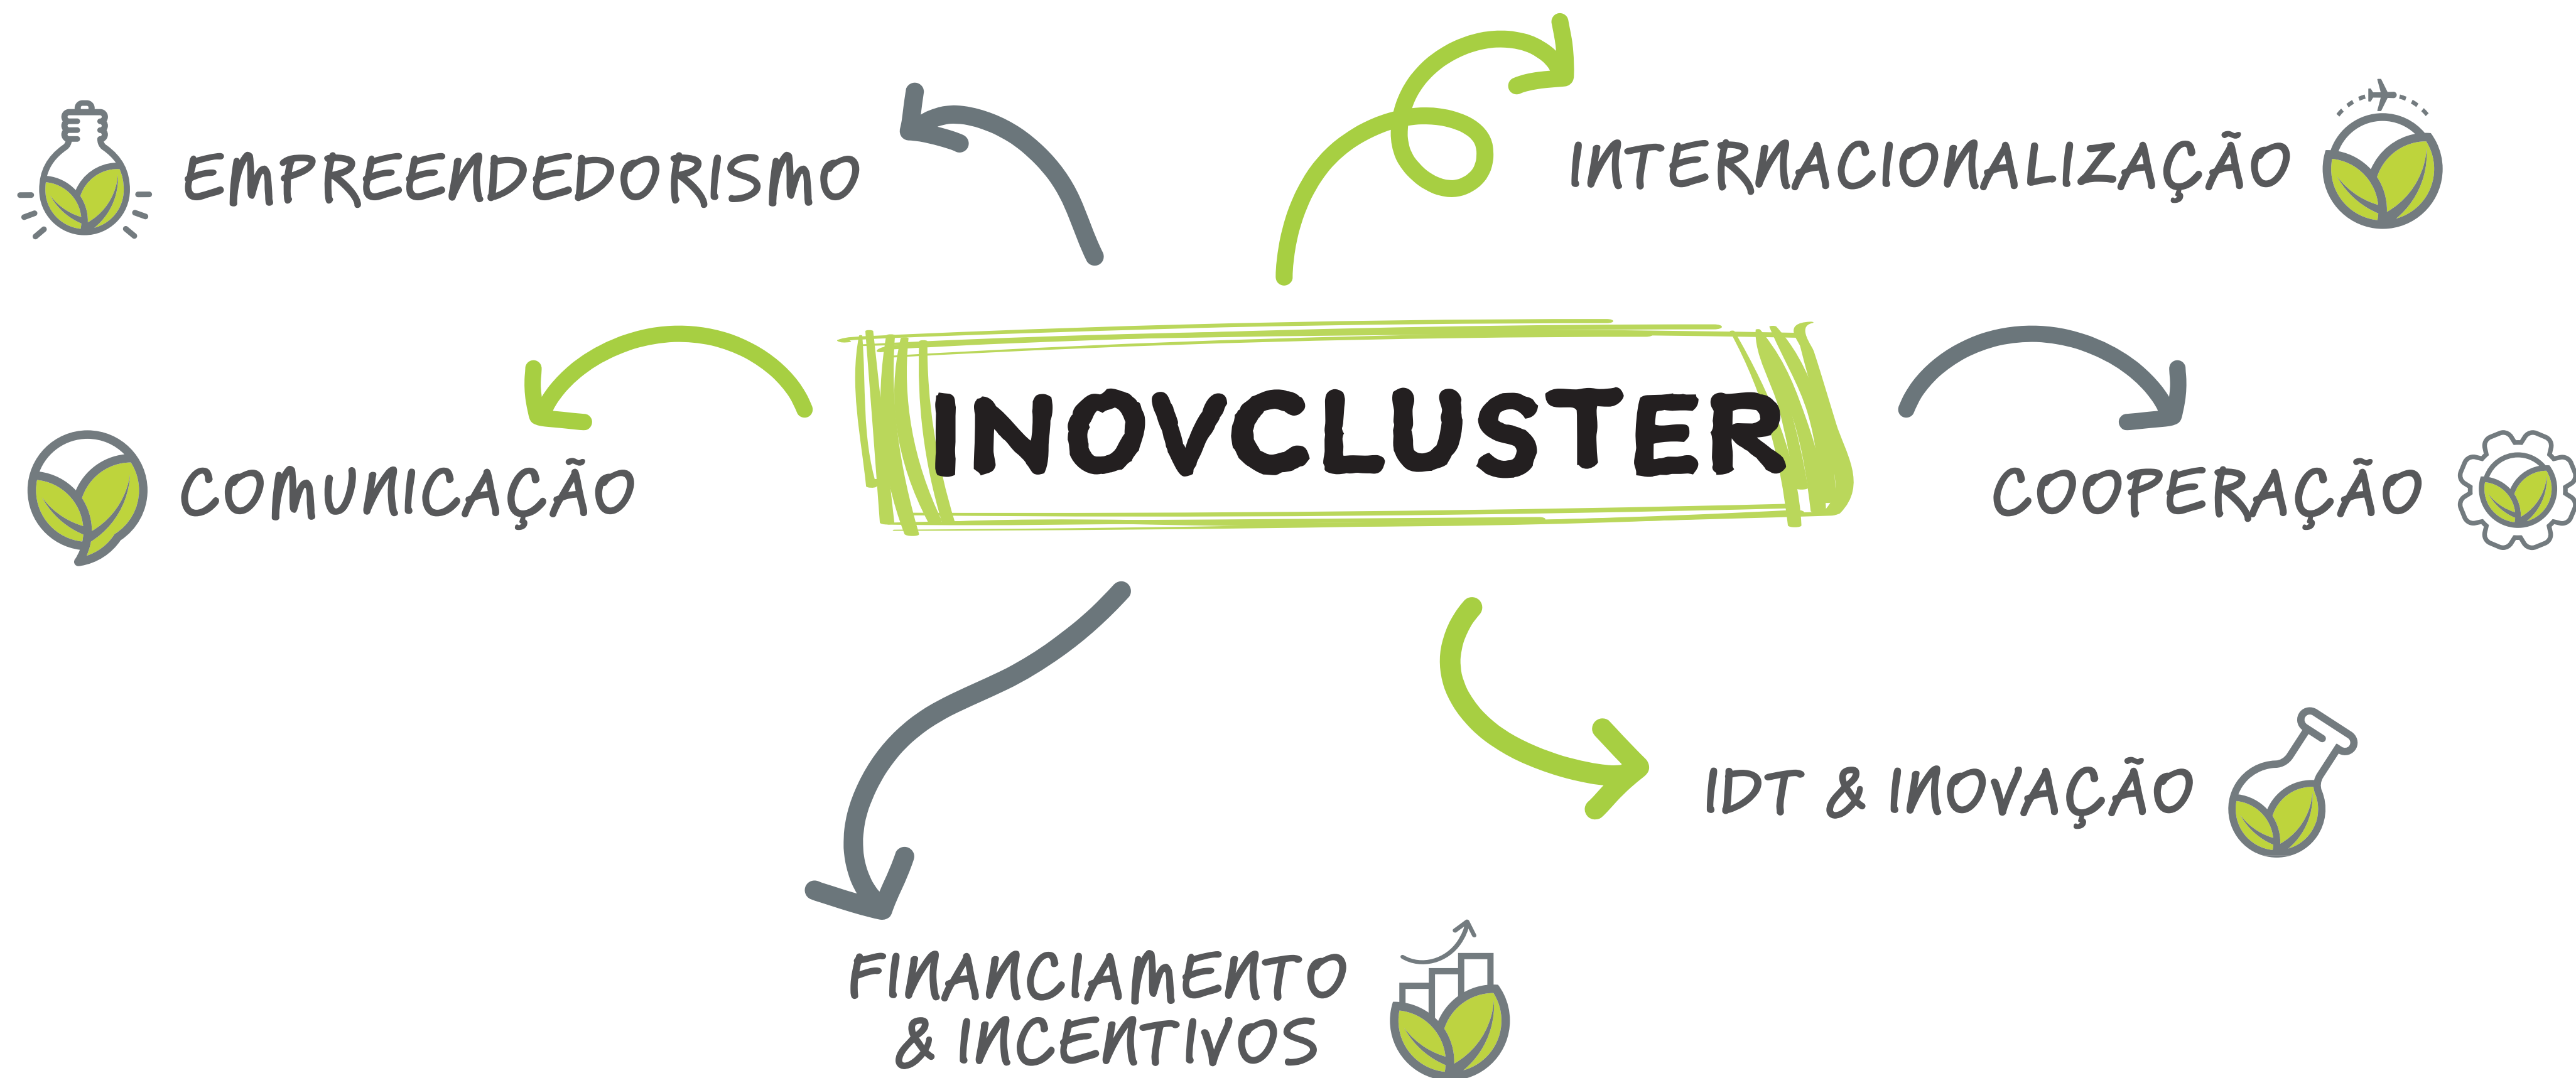 EMPREENDEDORISMO
INTERNACIONALIZAÇÃO
INOVCLUSTER
COMUNICAÇÃO
COOPERAÇÃO
IDT & INOVAÇÃO
FINANCIAMENTO
& INCENTIVOS